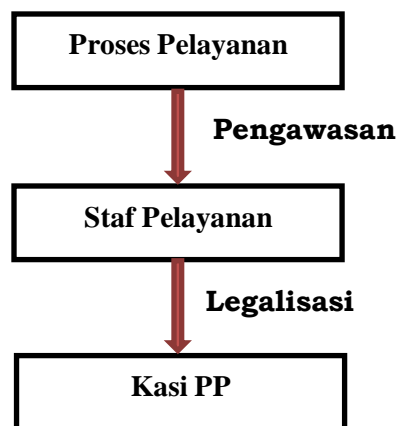 Proses Pelayanan
Pengawasan
Staf Pelayanan
Legalisasi
Kasi PP